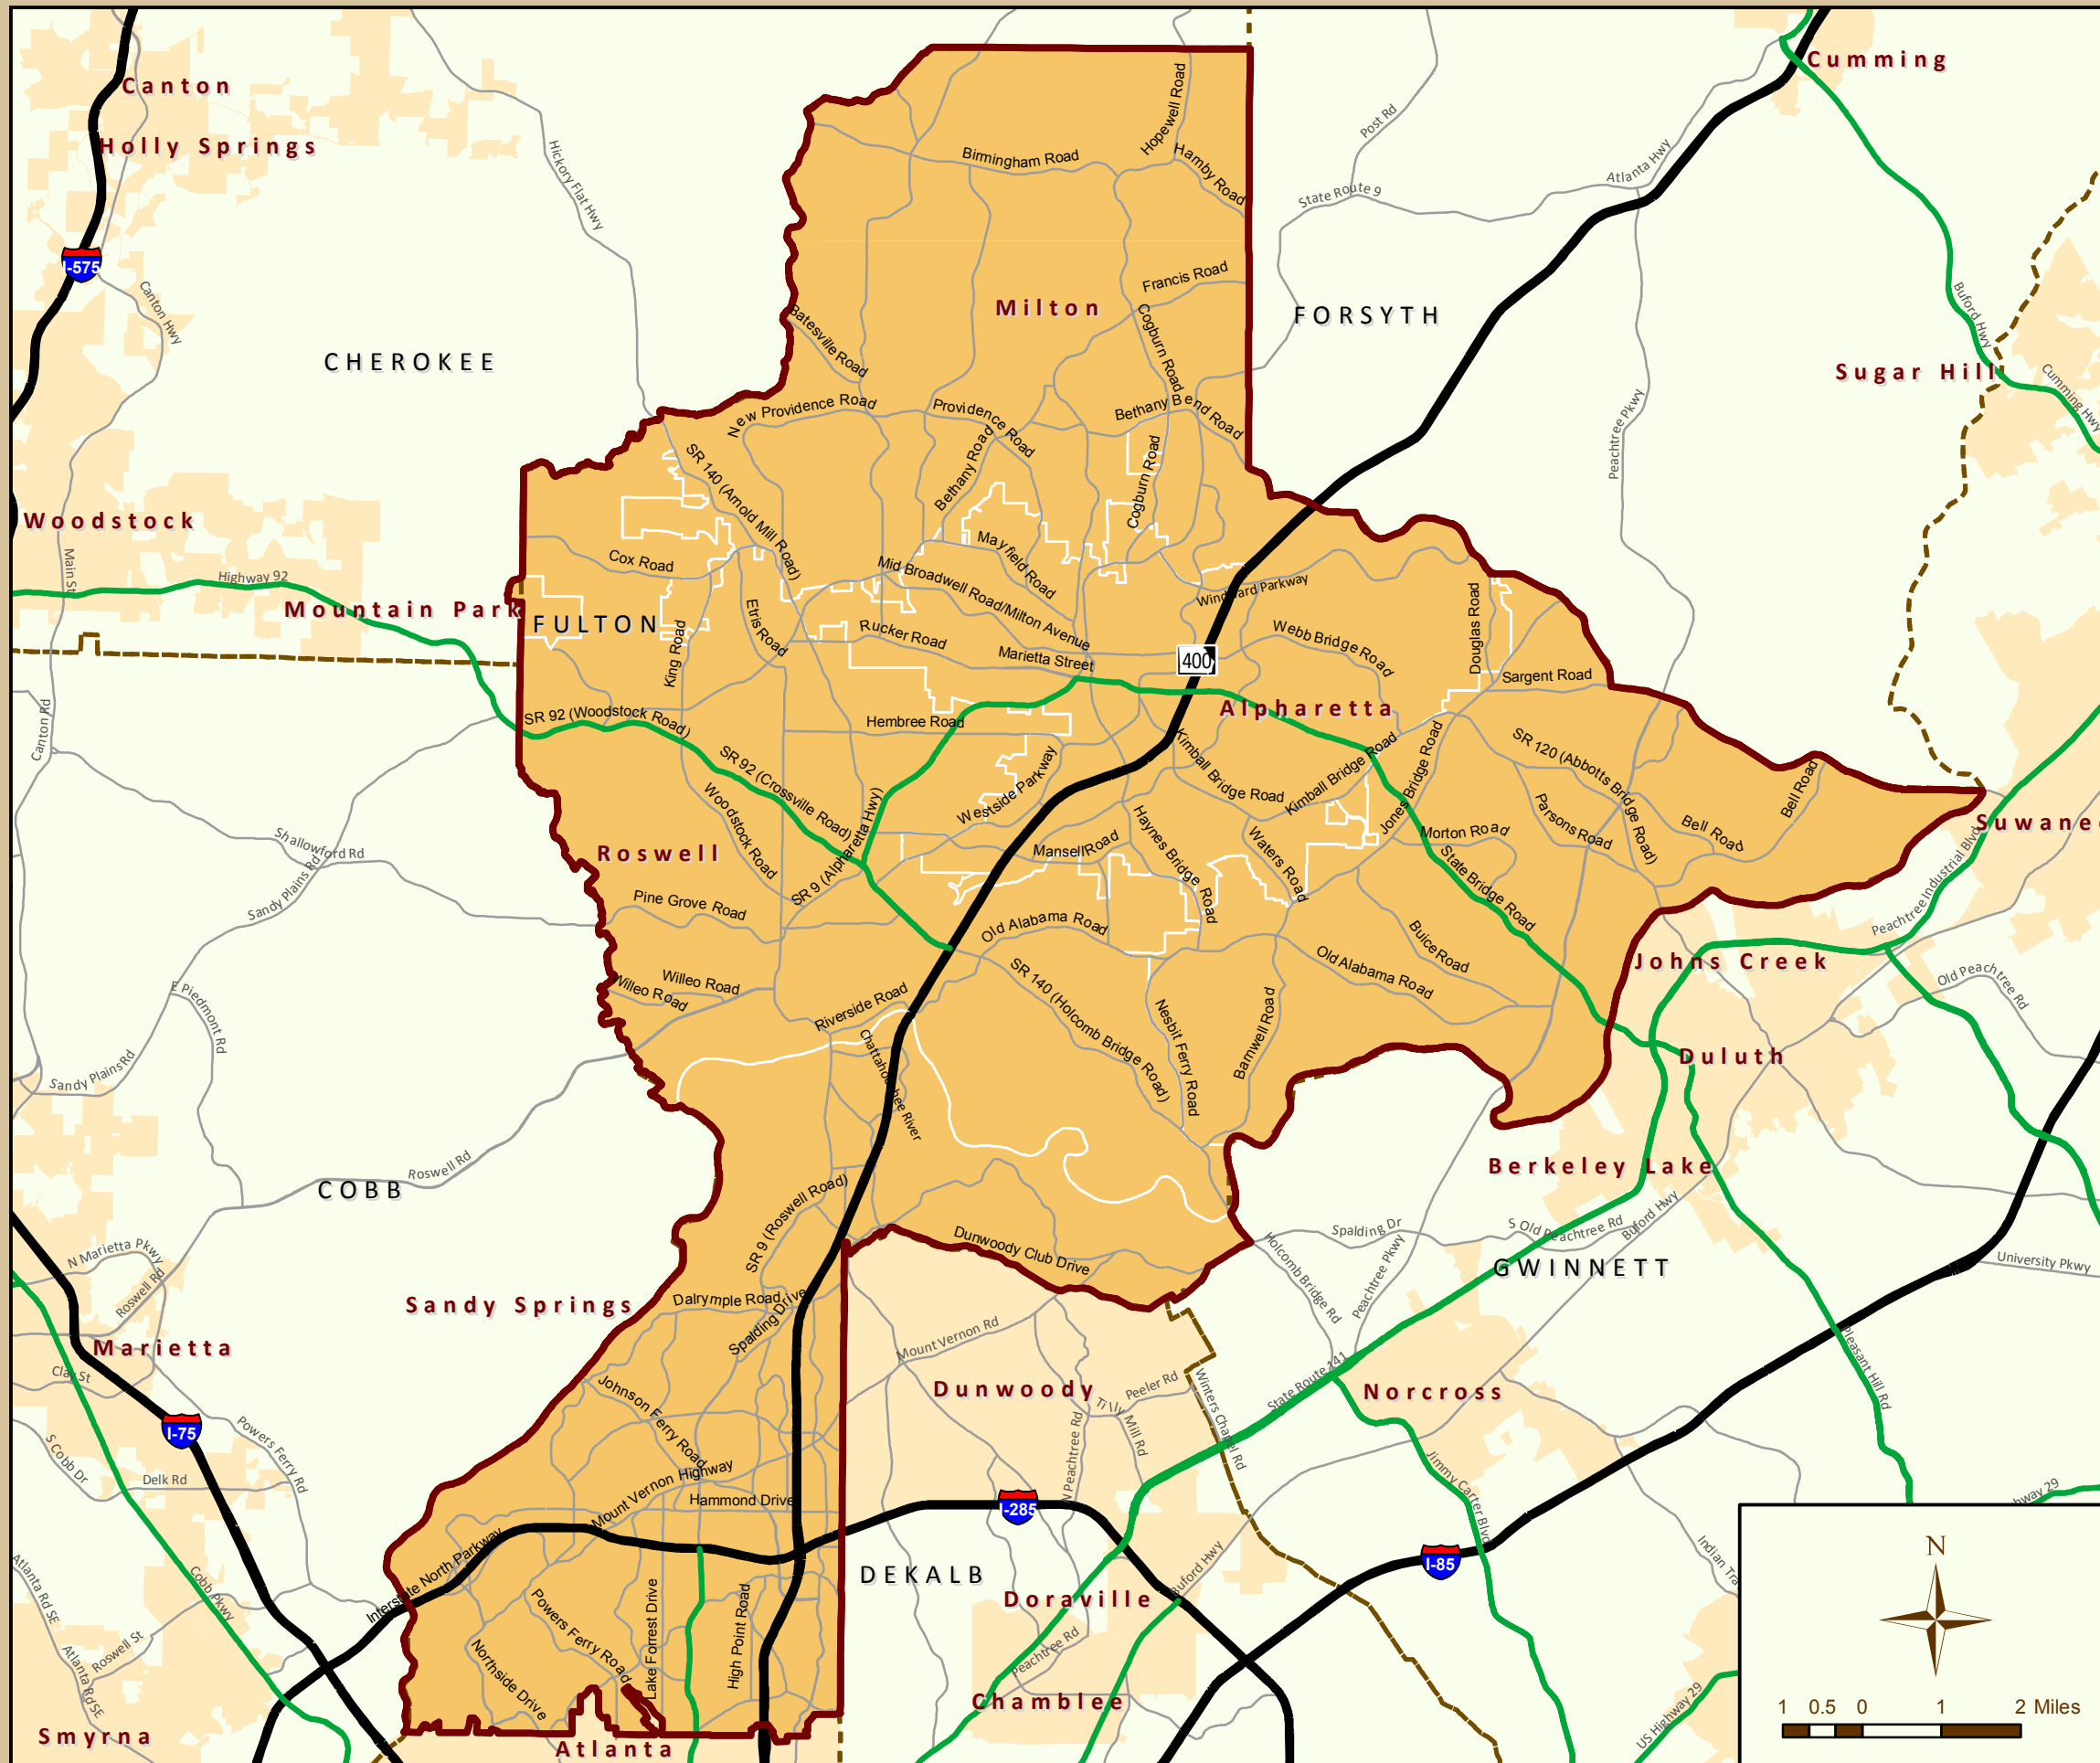 Cumming
Canton
Holly Springs
Hopewell Road
Post Rd
Birmingham Road
Hamby Road
Atlanta Hwy
State Route 9
Hickory Flat Hwy
I-575
Francis Road
Canton Hwy
Milton
FORSYTH
Buford Hwy
Cogburn Road
Batesville Road
CHEROKEE
Sugar Hill
Cumming Hwy
New Providence Road
Providence Road
Bethany Bend Road
Peachtree Pkwy
Bethany Road
Cogburn Road
SR 140 (Arnold Mill Road)
Woodstock
Main St
Highway 92
Cox Road
Mayfield Road
Mid Broadwell Road/Milton Avenue
Windward Parkway
Mountain Park
FULTON
Etris Road
King Road
Rucker Road
Marietta Street
400
Webb Bridge Road
Douglas Road
Sargent Road
Alpharetta
SR 92 (Woodstock Road)
Hembree Road
Canton Rd
SR 92 (Crossville Road)
Westside Parkway
Kimball Bridge Road
Kimball Bridge Road
Jones Bridge Road
SR 120 (Abbotts Bridge Road)
Bell Road
Bell Road
Parsons Road
Suwanee
Woodstock Road
SR 9 (Alpharetta Hwy)
Mansell Road
Haynes Bridge Road
Waters Road
Morton Road
State Bridge Road
Shallowford Rd
Sandy Plains Rd
Roswell
Pine Grove Road
Old Alabama Road
Peachtree Industrial Blvd
Buice Road
Old Alabama Road
Johns Creek
Old Peachtree Rd
Willeo Road
Willeo Road
Riverside Road
SR 140 (Holcomb Bridge Road)
Nesbit Ferry Road
Barnwell Road
E Piedmont Rd
Sandy Plains Rd
Chattahoochee River
Duluth
Roswell Rd
COBB
Berkeley Lake
SR 9 (Roswell Road)
Dunwoody Club Drive
Spalding Dr
S Old Peachtree Rd
Buford Hwy
Holcomb Bridge Rd
Peachtree Pkwy
GWINNETT
University Pkwy
N Marietta Pkwy
Roswell Rd
Sandy Springs
Dalrymple Road
Spalding Drive
Mount Vernon Rd
Marietta
Clay St
Johnson Ferry Road
Dunwoody
Peeler Rd
Tilly Mill Rd
N Peachtree Rd
Winters Chapel Rd
State Route 141
Norcross
Pleasant Hill Rd
I-75
Powers Ferry Rd
S Cobb Dr
Delk Rd
Mount Vernon Highway
Hammond Drive
I-285
Jimmy Carter Blvd
hway 29
Interstate North Parkway
DEKALB
I-85
Buford Hwy
Indian Tra
Atlanta Rd SE
Cobb Pkwy
Powers Ferry Road
Lake Forrest Drive
High Point Road
Doraville
Roswell St
Atlanta Rd SE
Northside Drive
Peachtree Rd
Chamblee
US Highway 29
Smyrna
Atlanta
N
1 0.5 0 1 2 Miles